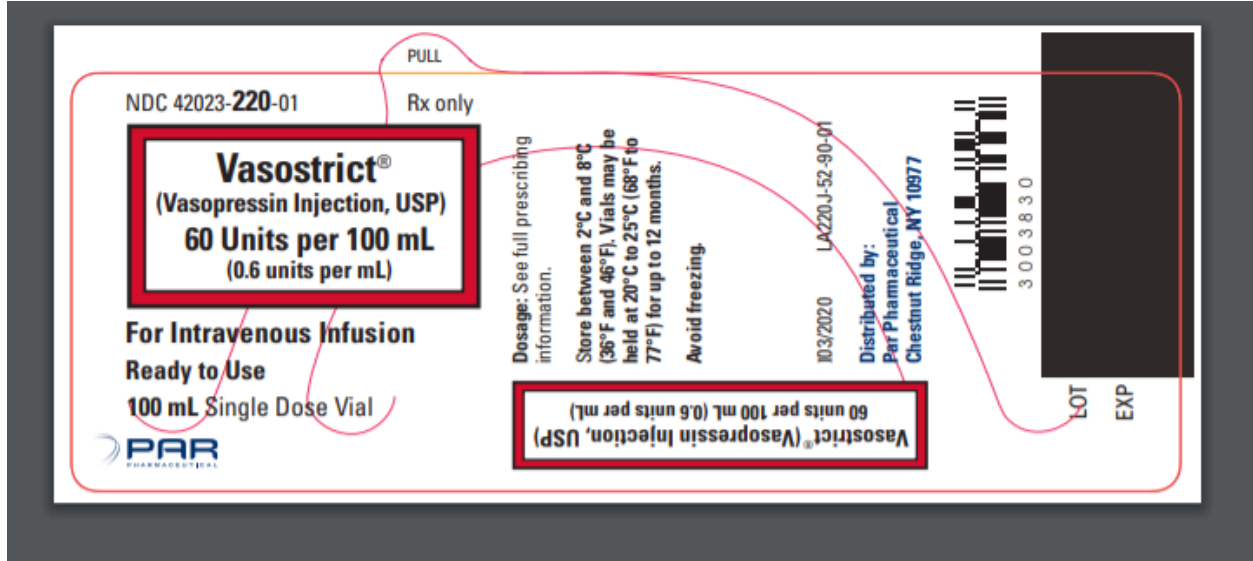 PULL
NDC 42023-220-01
Rx only
Vasostrict®
(Vasopressin Injection, USP)
60 Units per 100 mL
(0.6 units per mL)
For Intravenous Infusion
Ready to Use
100 mL Single Dose Vial
PAR
PHARMACEUTICAL
Dosage: See full prescribing
information.
Store between 2°C and 8°C
(36°F and 46°F). Vials may be
held at 20°C to 25°C (68°F to
77°F) for up to 12 months.
Avoid freezing.
I03/2020
LA220J-52-90-01
Distributed by:
Par Pharmaceutical
Chestnut Ridge, NY 10977
Vasostrict® (Vasopressin Injection, USP)
60 units per 100 mL (0.6 units per mL)
30003830
LOT
EXP